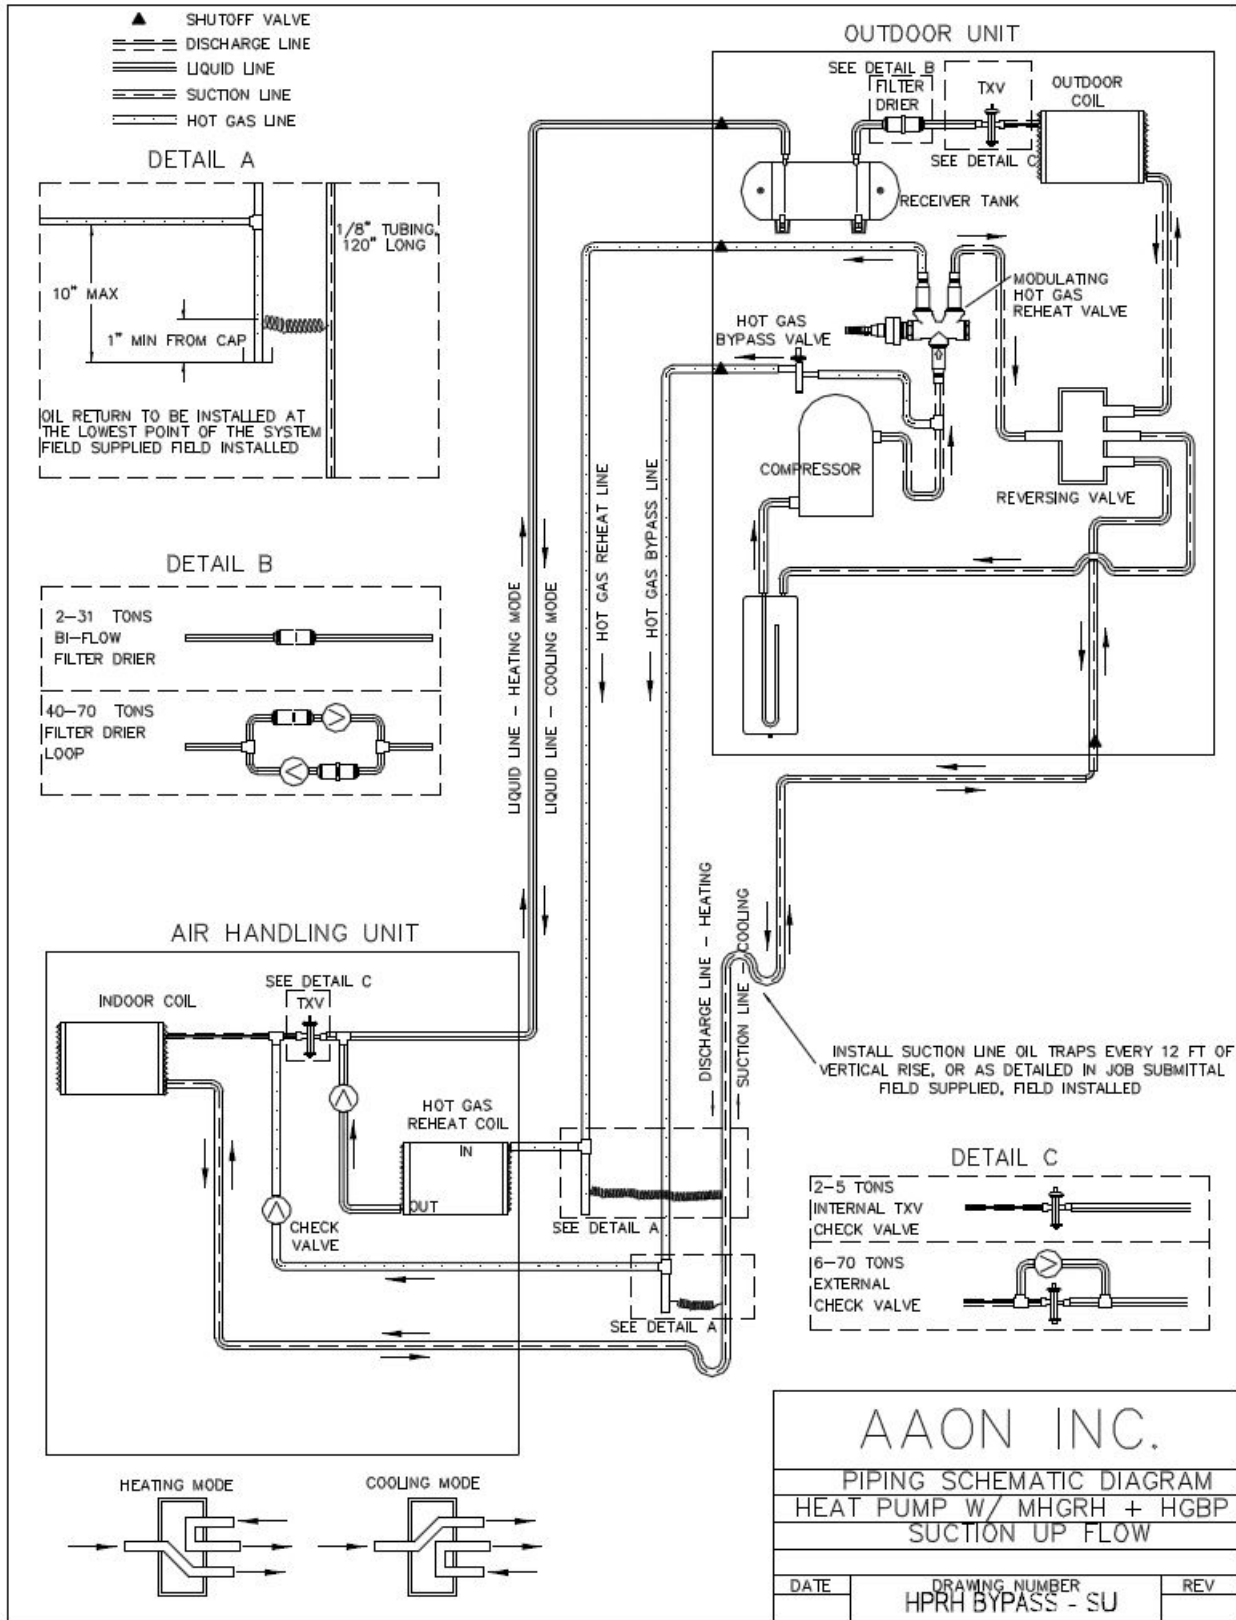 SHUTOFF VALVE
DISCHARGE LINE
LIQUID LINE
SUCTION LINE
HOT GAS LINE
DETAIL A
1/8" TUBING,
120" LONG
10" MAX
1" MIN FROM CAP
OIL RETURN TO BE INSTALLED AT
THE LOWEST POINT OF THE SYSTEM
FIELD SUPPLIED FIELD INSTALLED
DETAIL B
2-31 TONS
BI-FLOW
FILTER DRIER
40-70 TONS
FILTER DRIER
LOOP
OUTDOOR UNIT
SEE DETAIL B
FILTER
DRIER
TXV
OUTDOOR
COIL
SEE DETAIL C
RECEIVER TANK
MODULATING
HOT GAS
REHEAT VALVE
HOT GAS
BYPASS VALVE
COMPRESSOR
REVERSING VALVE
LIQUID LINE - HEATING MODE
LIQUID LINE - COOLING MODE
HOT GAS REHEAT LINE
HOT GAS BYPASS LINE
DISCHARGE LINE - HEATING
SUCTION LINE - COOLING
AIR HANDLING UNIT
SEE DETAIL C
TXV
INDOOR COIL
HOT GAS
REHEAT COIL
IN
OUT
CHECK
VALVE
SEE DETAIL A
SEE DETAIL A
INSTALL SUCTION LINE OIL TRAPS EVERY 12 FT OF
VERTICAL RISE, OR AS DETAILED IN JOB SUBMITTAL
FIELD SUPPLIED, FIELD INSTALLED
DETAIL C
2-5 TONS
INTERNAL TXV
CHECK VALVE
6-70 TONS
EXTERNAL
CHECK VALVE
HEATING MODE
COOLING MODE
AAON INC.
PIPING SCHEMATIC DIAGRAM
HEAT PUMP W/ MHGRH + HGBP
SUCTION UP FLOW
DATE
DRAWING NUMBER
HPRH BYPASS - SU
REV